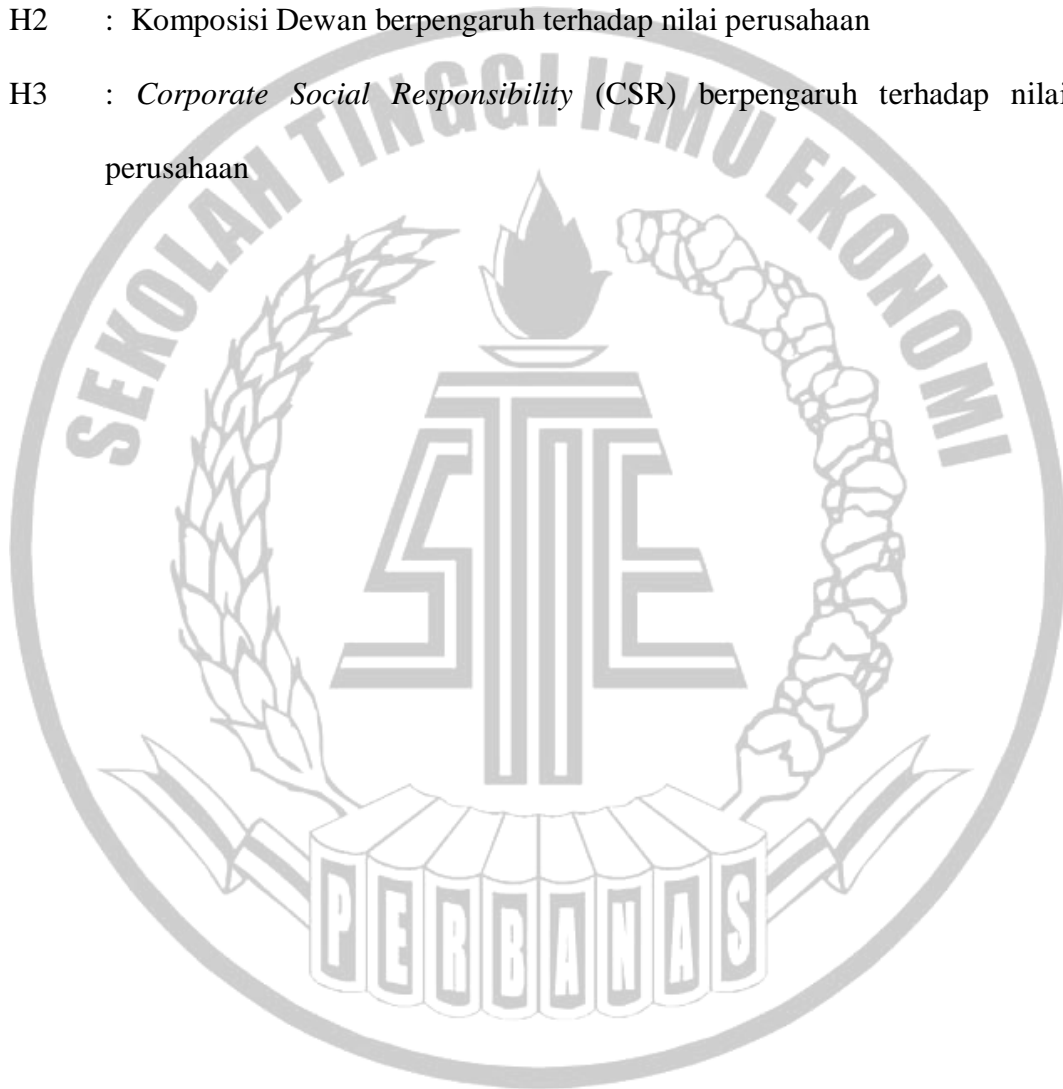 H2 : Komposisi Dewan berpengaruh terhadap nilai perusahaan
H3 : Corporate Social Responsibility (CSR) berpengaruh terhadap nilai
perusahaan
SEKOLAH TINGGI ILMU EKONOMI
STIE
PERBANAS